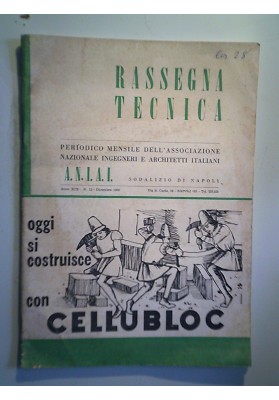 RASSEGNA
TECNICA
PERIODICO MENSILE DELL'ASSOCIAZIONE
NAZIONALE INGEGNERI E ARCHITETTI ITALIANI
A.N.I.A.I. SODALIZIO DI NAPOLI
oggi
si
costruisce
con
CELLUBLOC